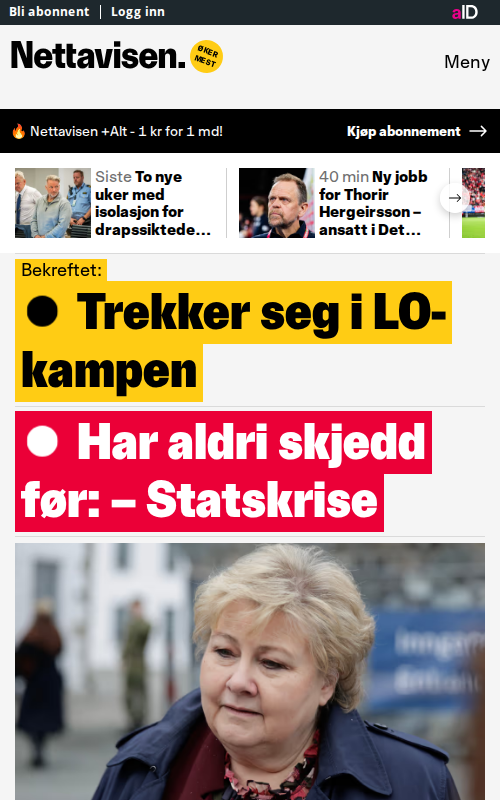 Bli abonnent
Logg inn
aID
Nettavisen.
ØKER
MEST
Meny
Nettavisen +Alt - 1 kr for 1 md!
Kjøp abonnement
Siste To nye
uker med
isolasjon for
drapssiktede...
40 min Ny jobb
for Thorir
Hergeirsson –
ansatt i Det...
Bekreftet:
Trekker seg i LO-
kampen
Har aldri skjedd
før: – Statskrise